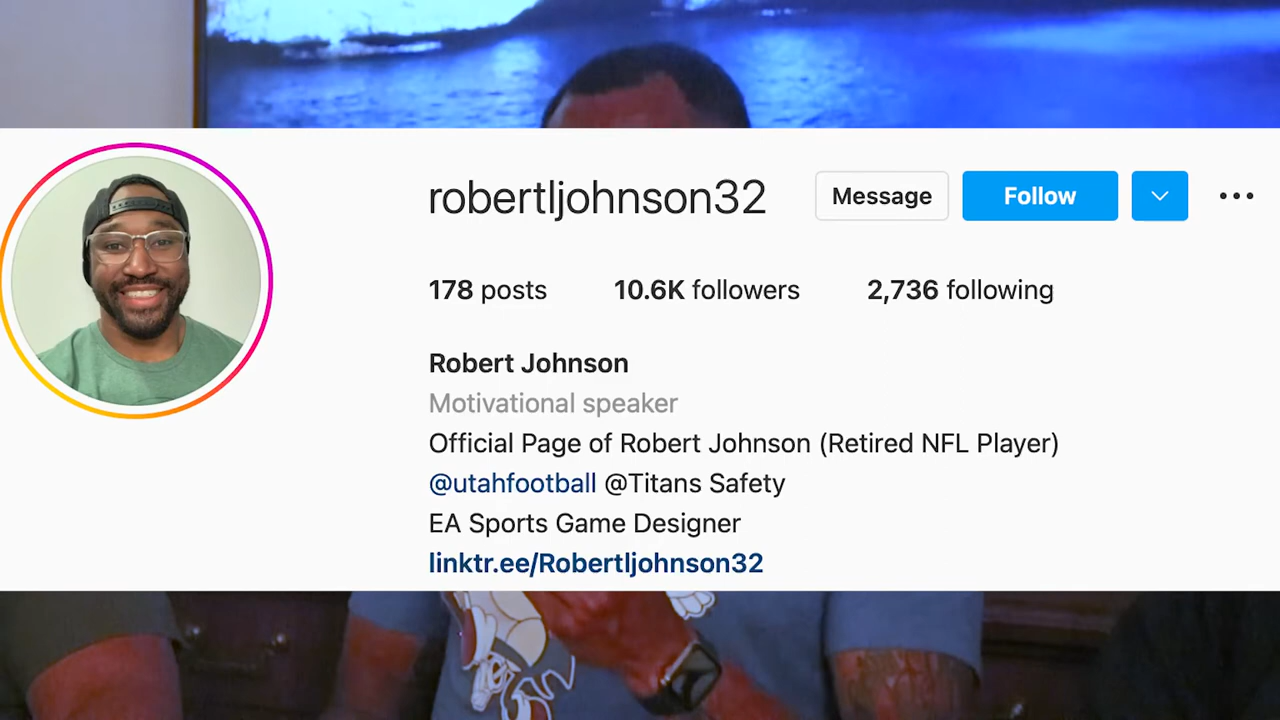 robertljohnson32 Message Follow
178 posts 10.6K followers 2,736 following
Robert Johnson
Motivational speaker
Official Page of Robert Johnson (Retired NFL Player)
@utahfootball @Titans Safety
EA Sports Game Designer
linktr.ee/Robertljohnson32